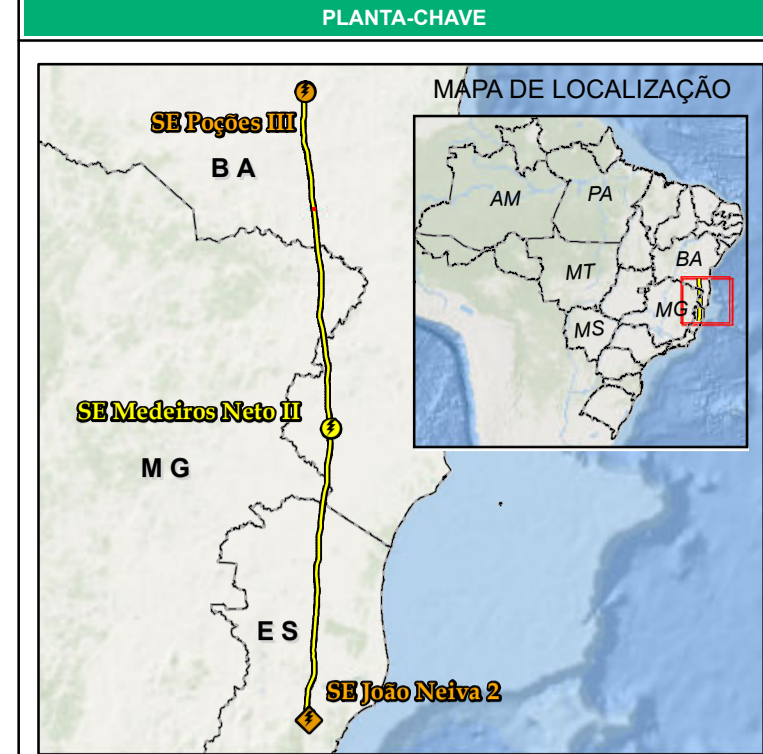 PLANTA-CHAVE
MAPA DE LOCALIZAÇÃO
SE Poções III
B A
AM
PA
BA
MT
MG
MS
SE Medeiros Neto II
M G
E S
SE João Neiva 2